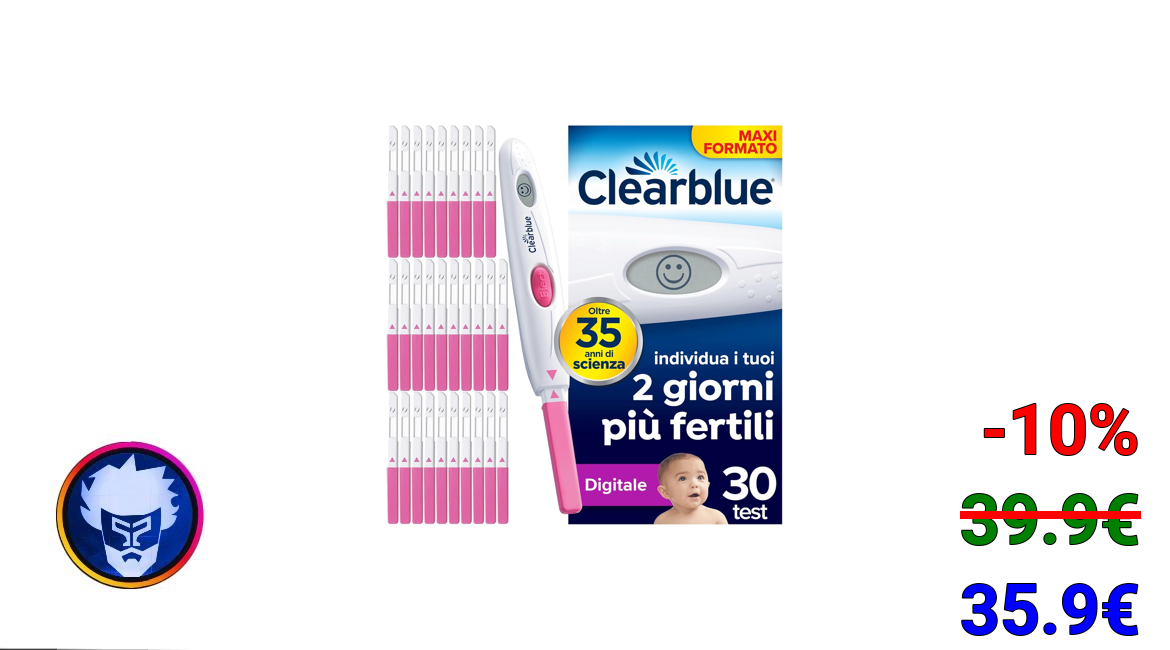 MAXI
FORMATO
Clearblue
Clearblue
Oltre
35
anni di
scienza
individua i tuoi
2 giorni
più fertili
Digitale
30
test
-10%
39.9€
35.9€